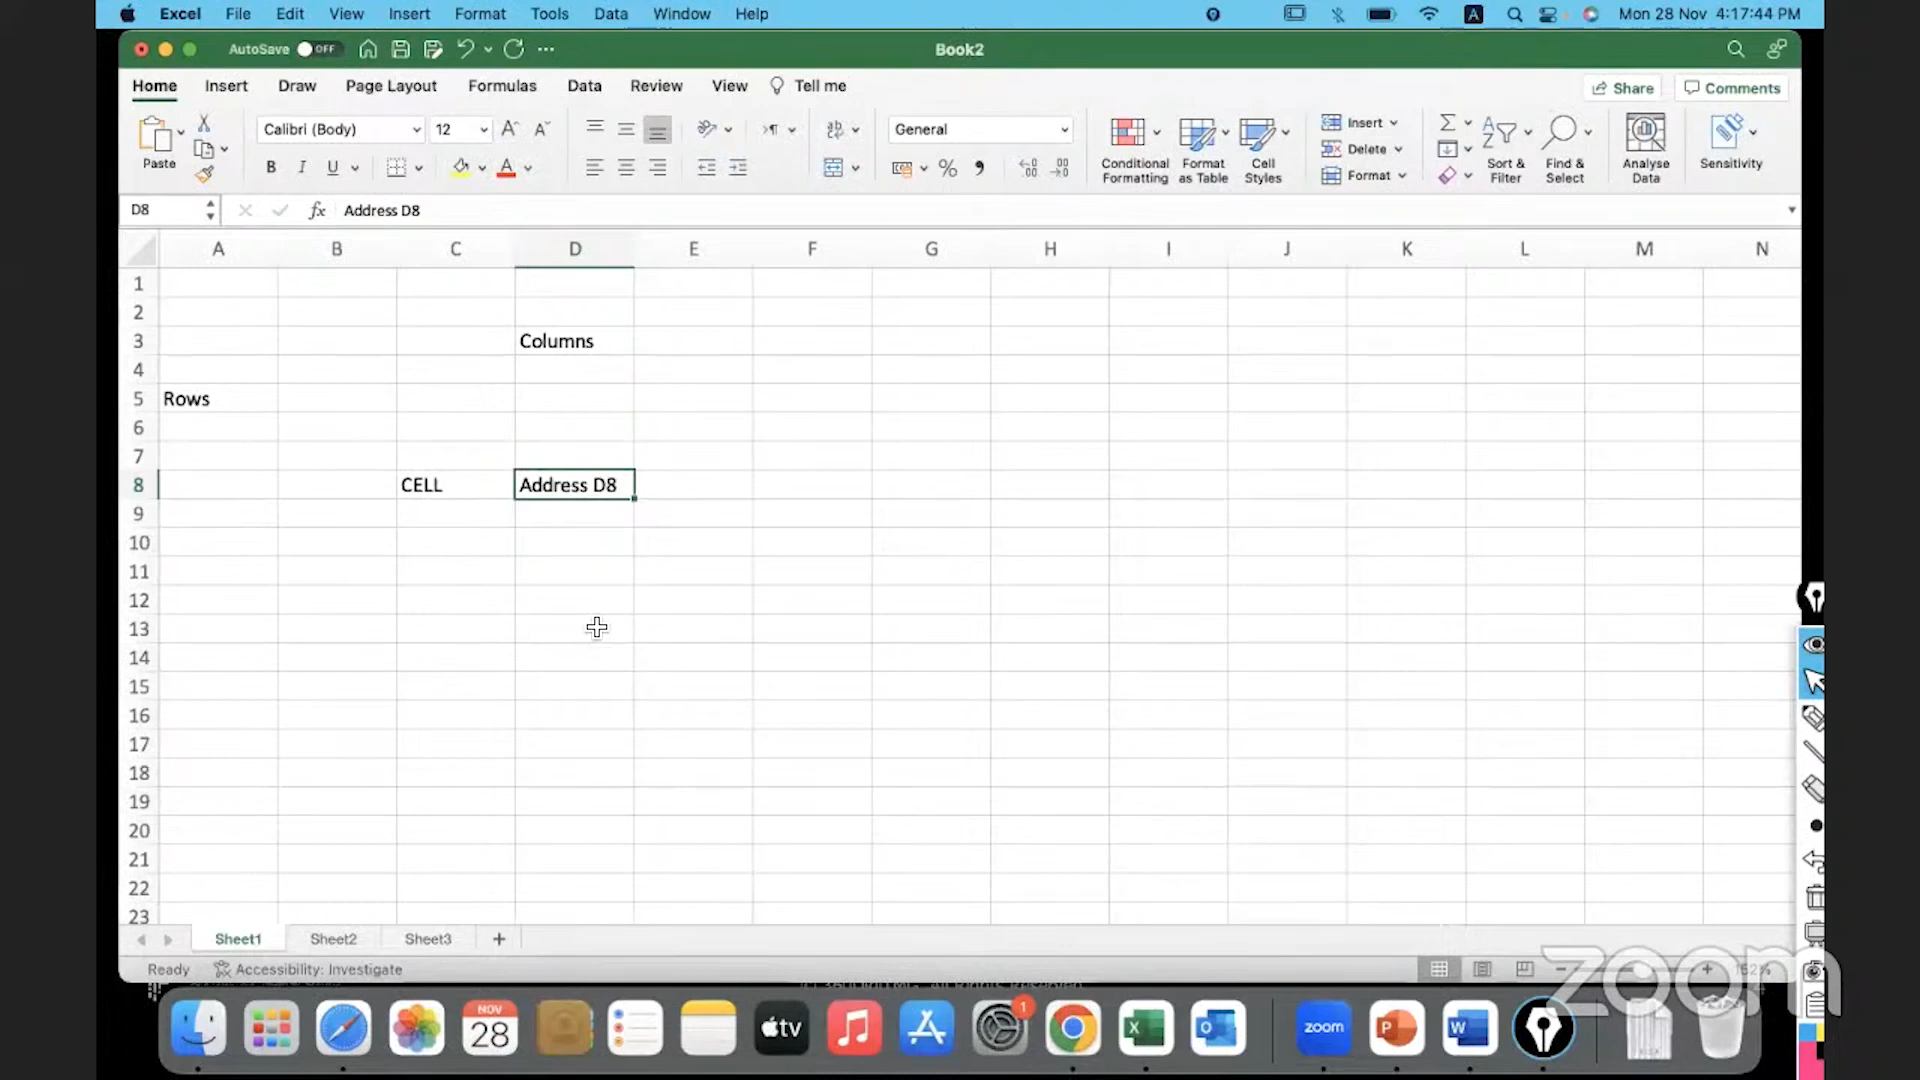 Excel File Edit View Insert Format Tools Data Window Help A Mon 28 Nov 4:17:44 PM
AutoSave OFF Book2
Home Insert Draw Page Layout Formulas Data Review View Tell me Share Comments
Paste Calibri (Body) 12 General Conditional Formatting Format as Table Cell Styles Insert Delete Format Sort & Filter Find & Select Analyse Data Sensitivity
D8 fx Address D8
A B C D E F G H I J K L M N
1
2
3 Columns
4
5 Rows
6
7
8 CELL Address D8
9
10
11
12
13
14
15
16
17
18
19
20
21
22
23
Sheet1 Sheet2 Sheet3
Ready Accessibility: Investigate
zoom
NOV
28 tv 1 X O zoom P W